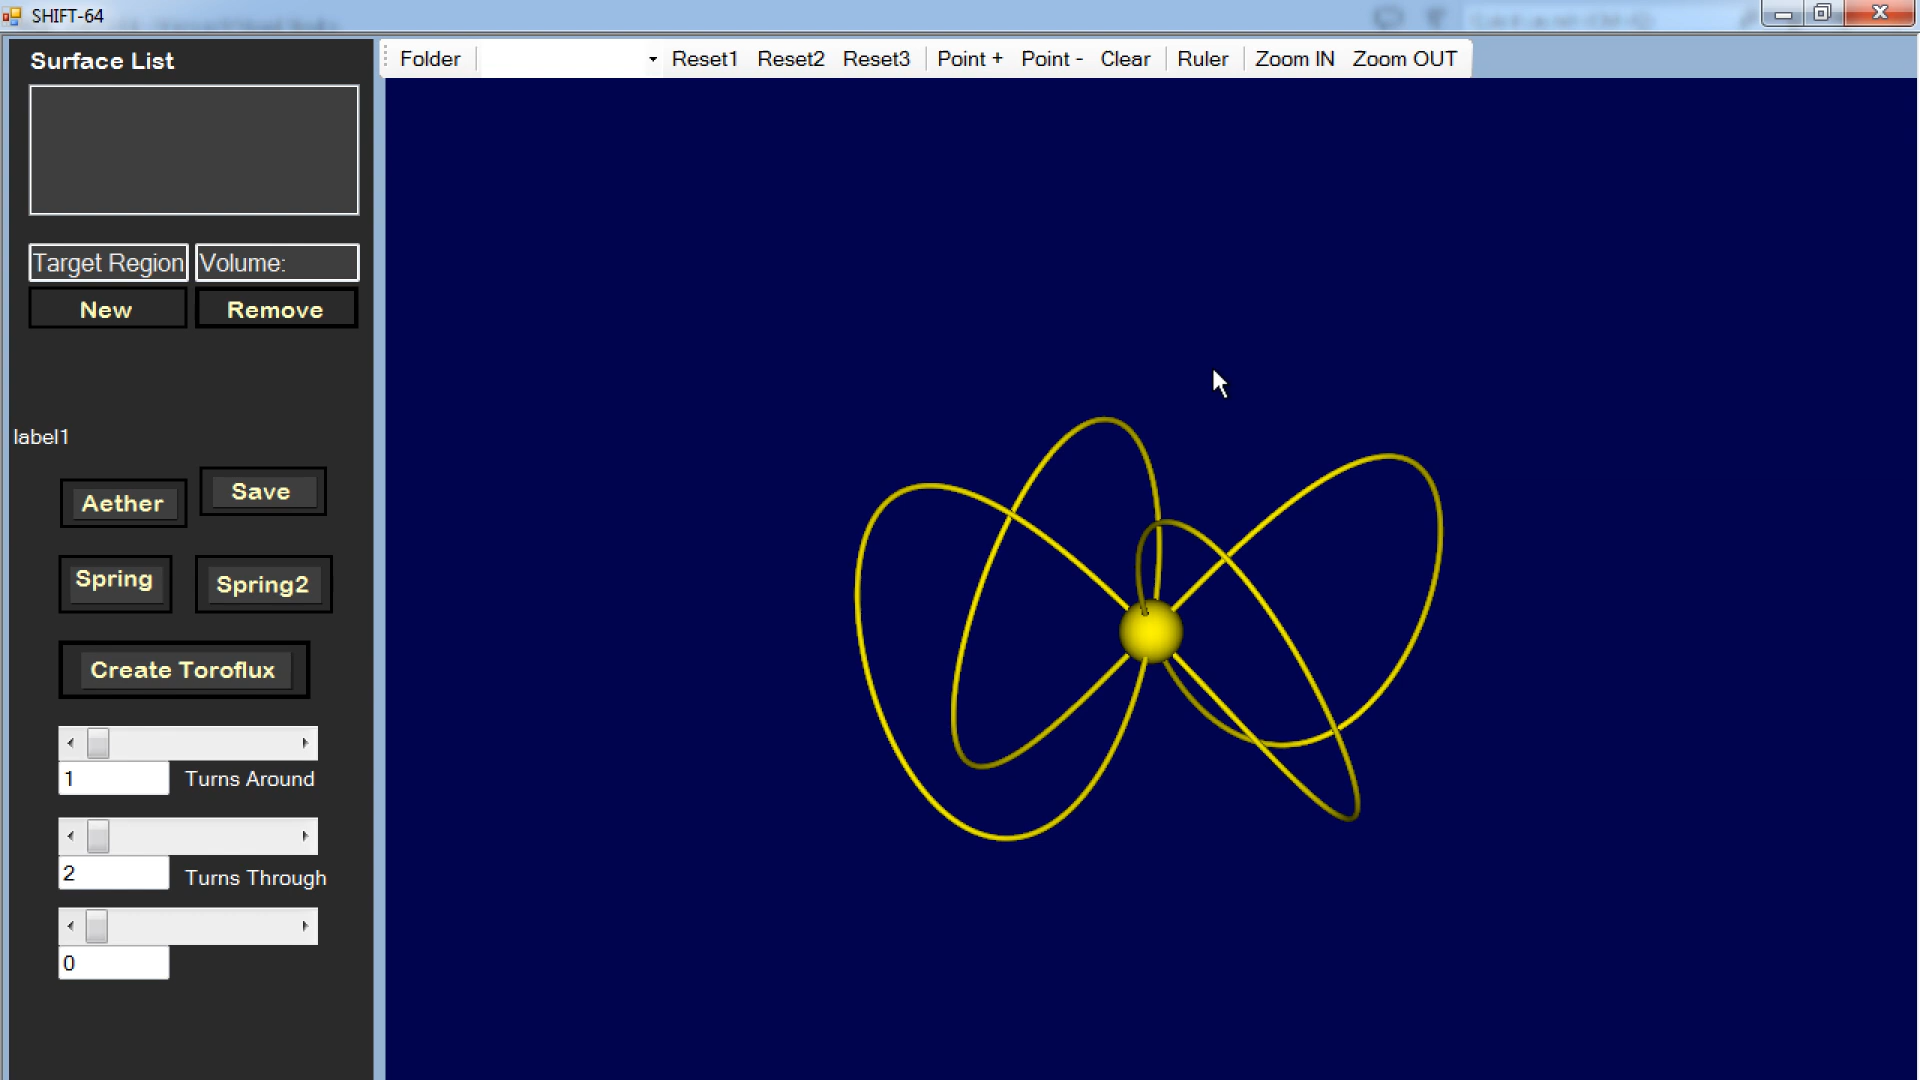 SHIFT-64
Surface List
Folder Reset1 Reset2 Reset3 Point + Point - Clear Ruler Zoom IN Zoom OUT
Target Region Volume:
New Remove
label1
Aether Save
Spring Spring2
Create Toroflux
1 Turns Around
2 Turns Through
0